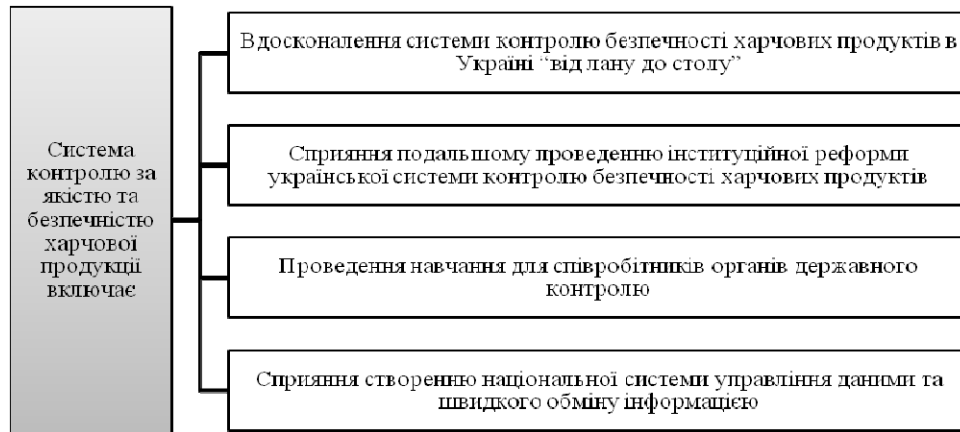 Система
контролю за
якістю та
безпечністю
харчової
продукції
включає
Вдосконалення системи контролю безпечності харчових продуктів в
Україні “від лану до столу”
Сприяння подальшому проведенню інституційної реформи
української системи контролю безпечності харчових продуктів
Проведення навчання для співробітників органів державного
контролю
Сприяння створенню національної системи управління даними та
швидкого обміну інформацією